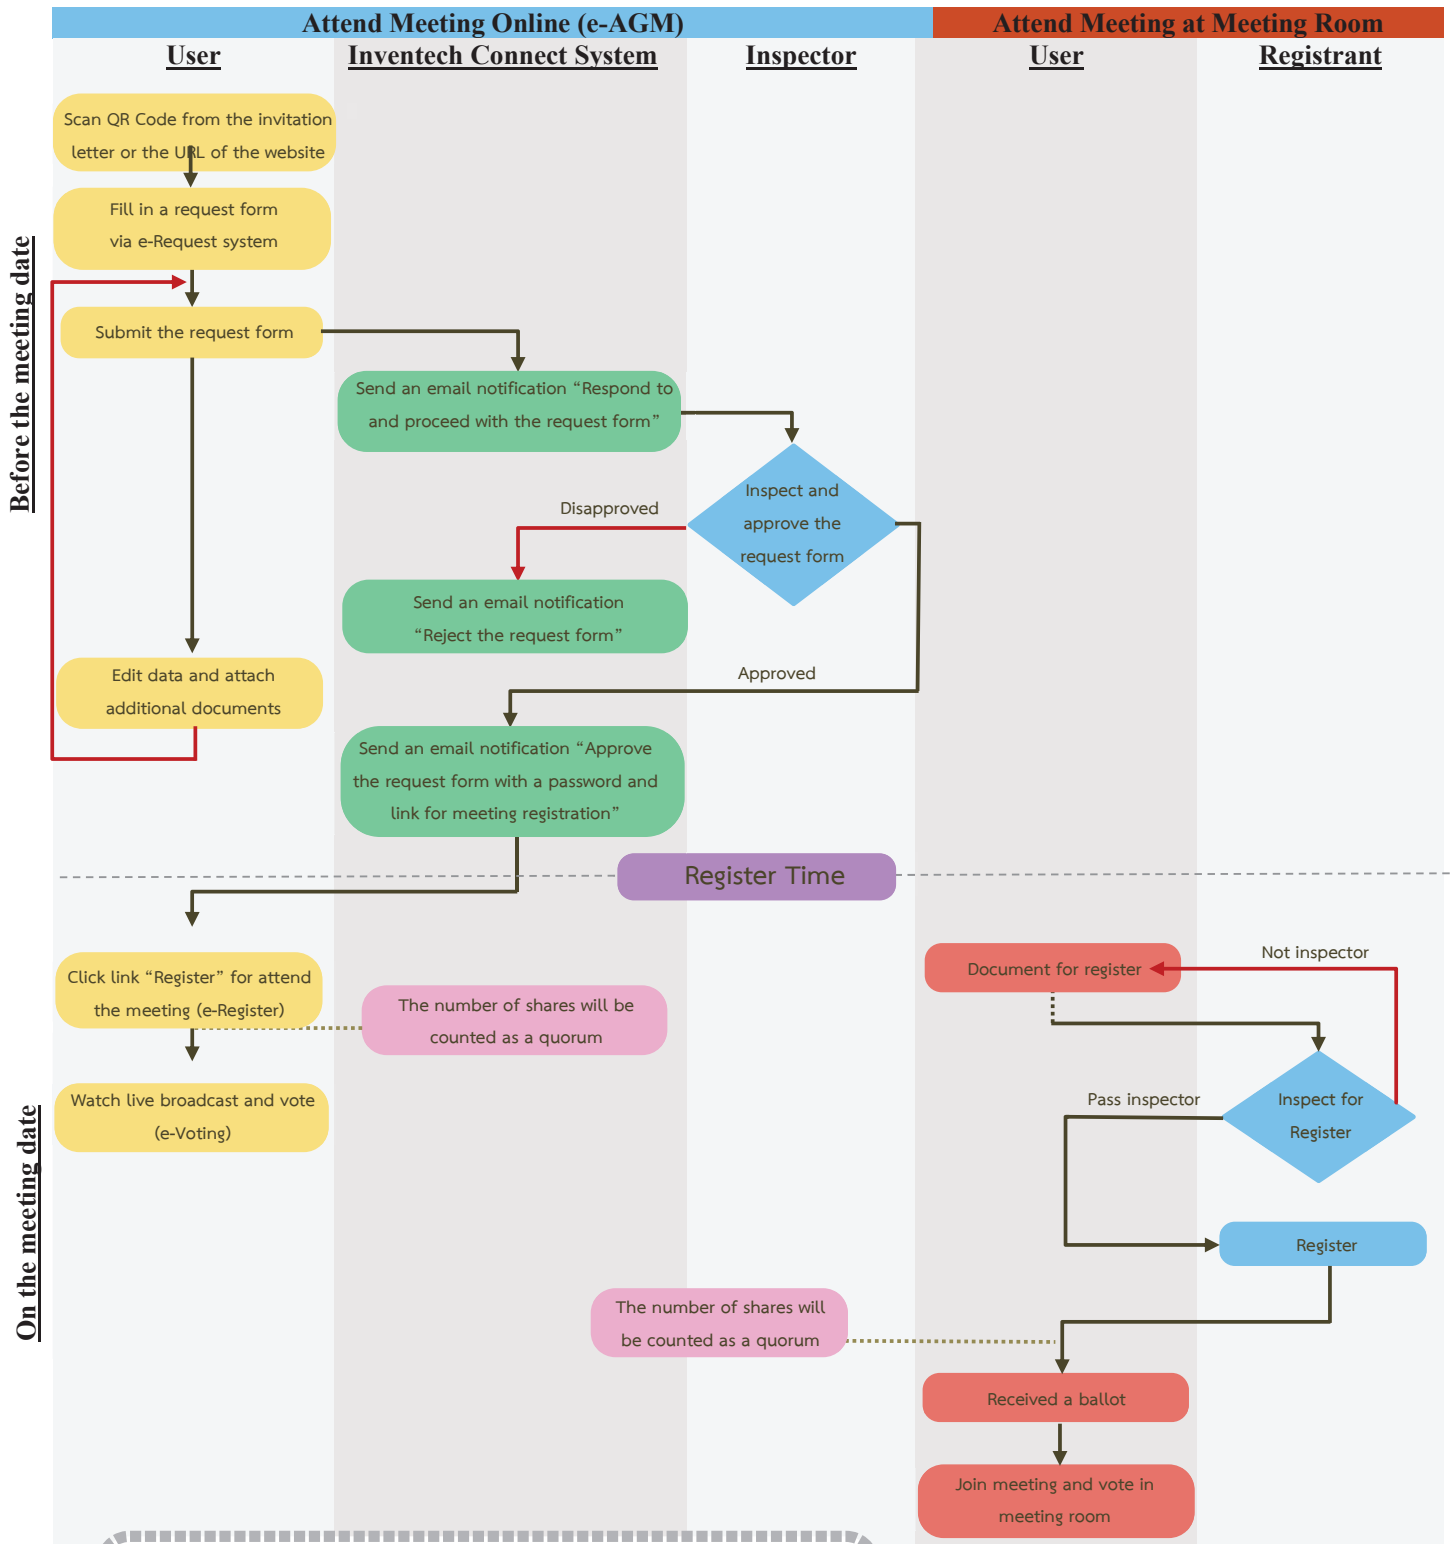 Attend Meeting Online (e-AGM)
Attend Meeting at Meeting Room
User
Inventech Connect System
Inspector
User
Registrant
Before the meeting date
Scan QR Code from the invitation
letter or the URL of the website
Fill in a request form
via e-Request system
Submit the request form
Send an email notification “Respond to
and proceed with the request form”
Inspect and
approve the
request form
Disapproved
Send an email notification
“Reject the request form”
Approved
Edit data and attach
additional documents
Send an email notification “Approve
the request form with a password and
link for meeting registration”
Register Time
On the meeting date
Click link “Register” for attend
the meeting (e-Register)
The number of shares will be
counted as a quorum
Watch live broadcast and vote
(e-Voting)
Document for register
Not inspector
Pass inspector
Inspect for
Register
Register
The number of shares will
be counted as a quorum
Received a ballot
Join meeting and vote in
meeting room